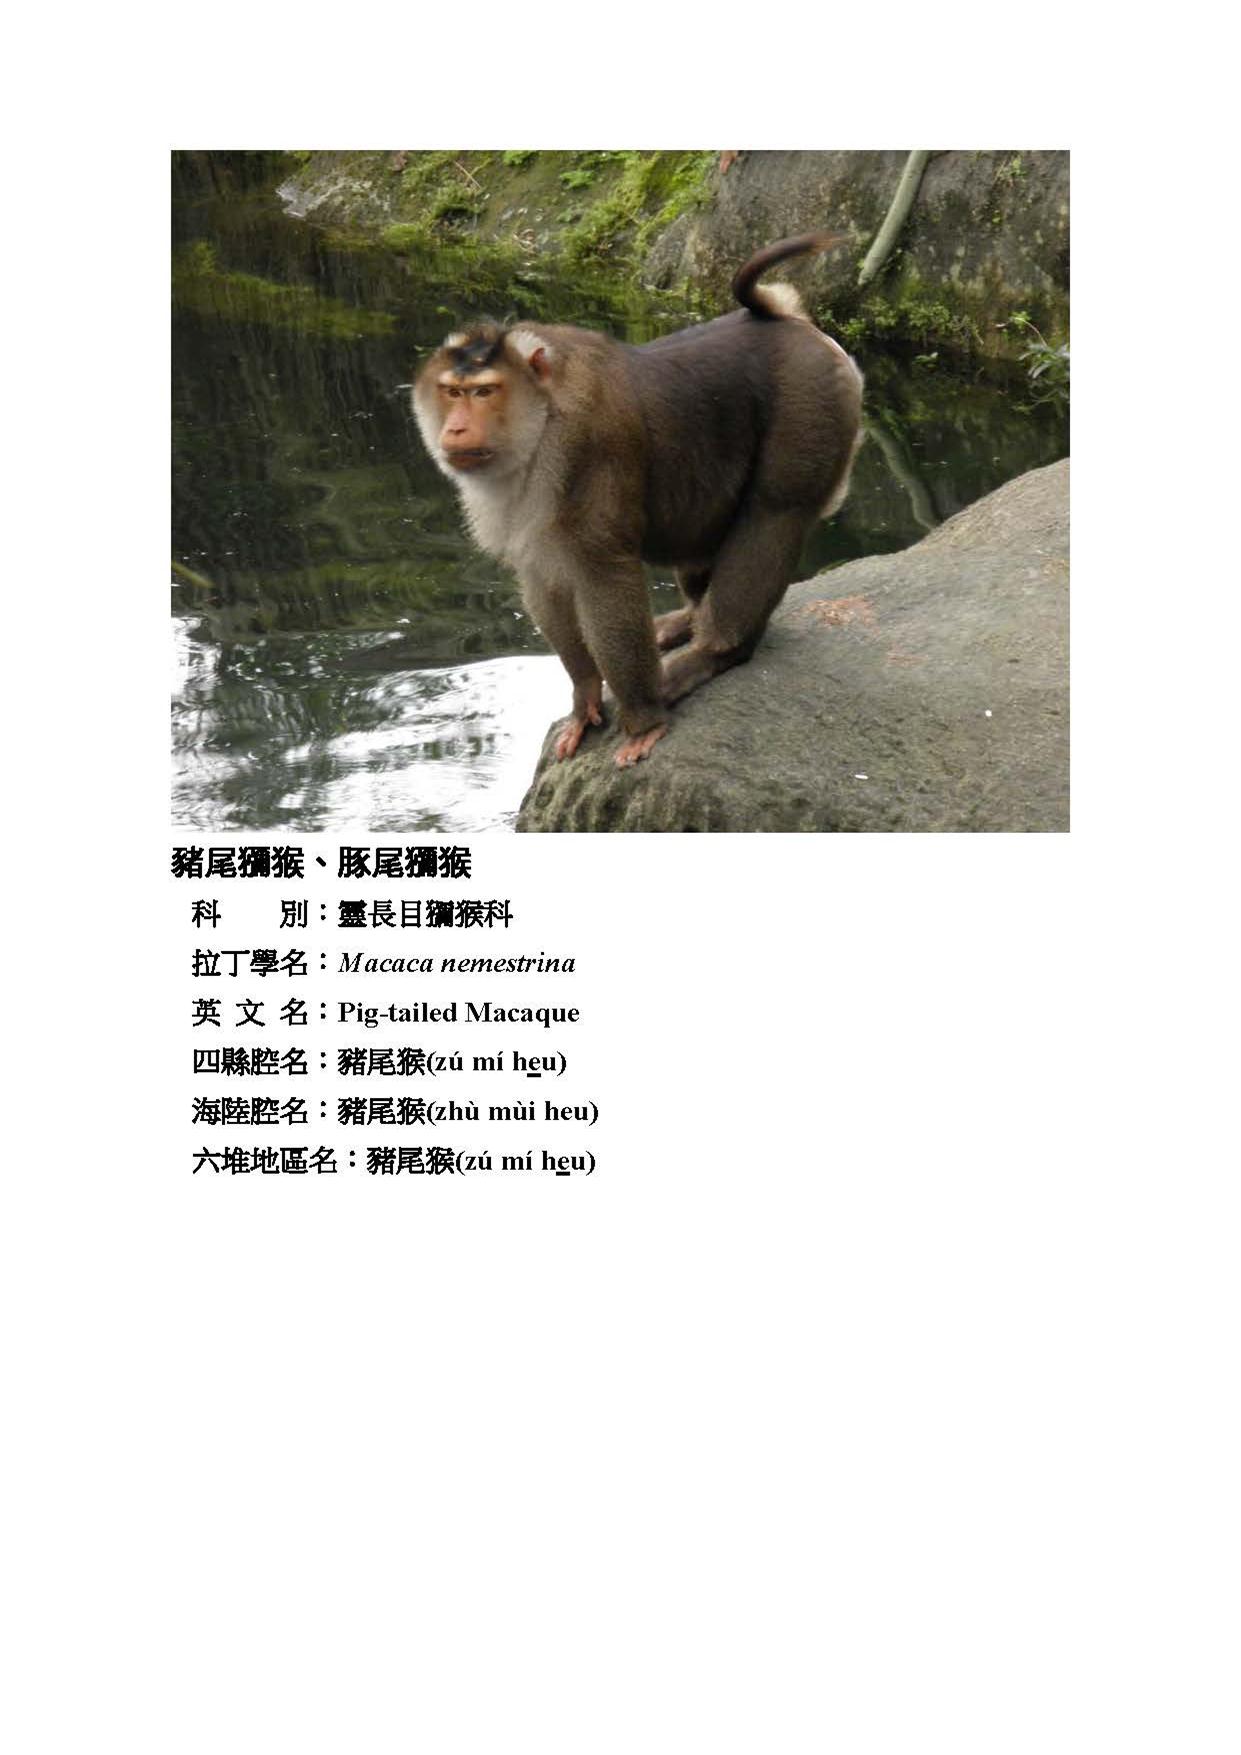 豬尾獼猴、豚尾獼猴
科　　別：靈長目獼猴科
拉丁學名：Macaca nemestrina
英 文 名：Pig-tailed Macaque
四縣腔名：豬尾猴(zú mí heu)
海陸腔名：豬尾猴(zhù mùi heu)
六堆地區名：豬尾猴(zú mí heu)